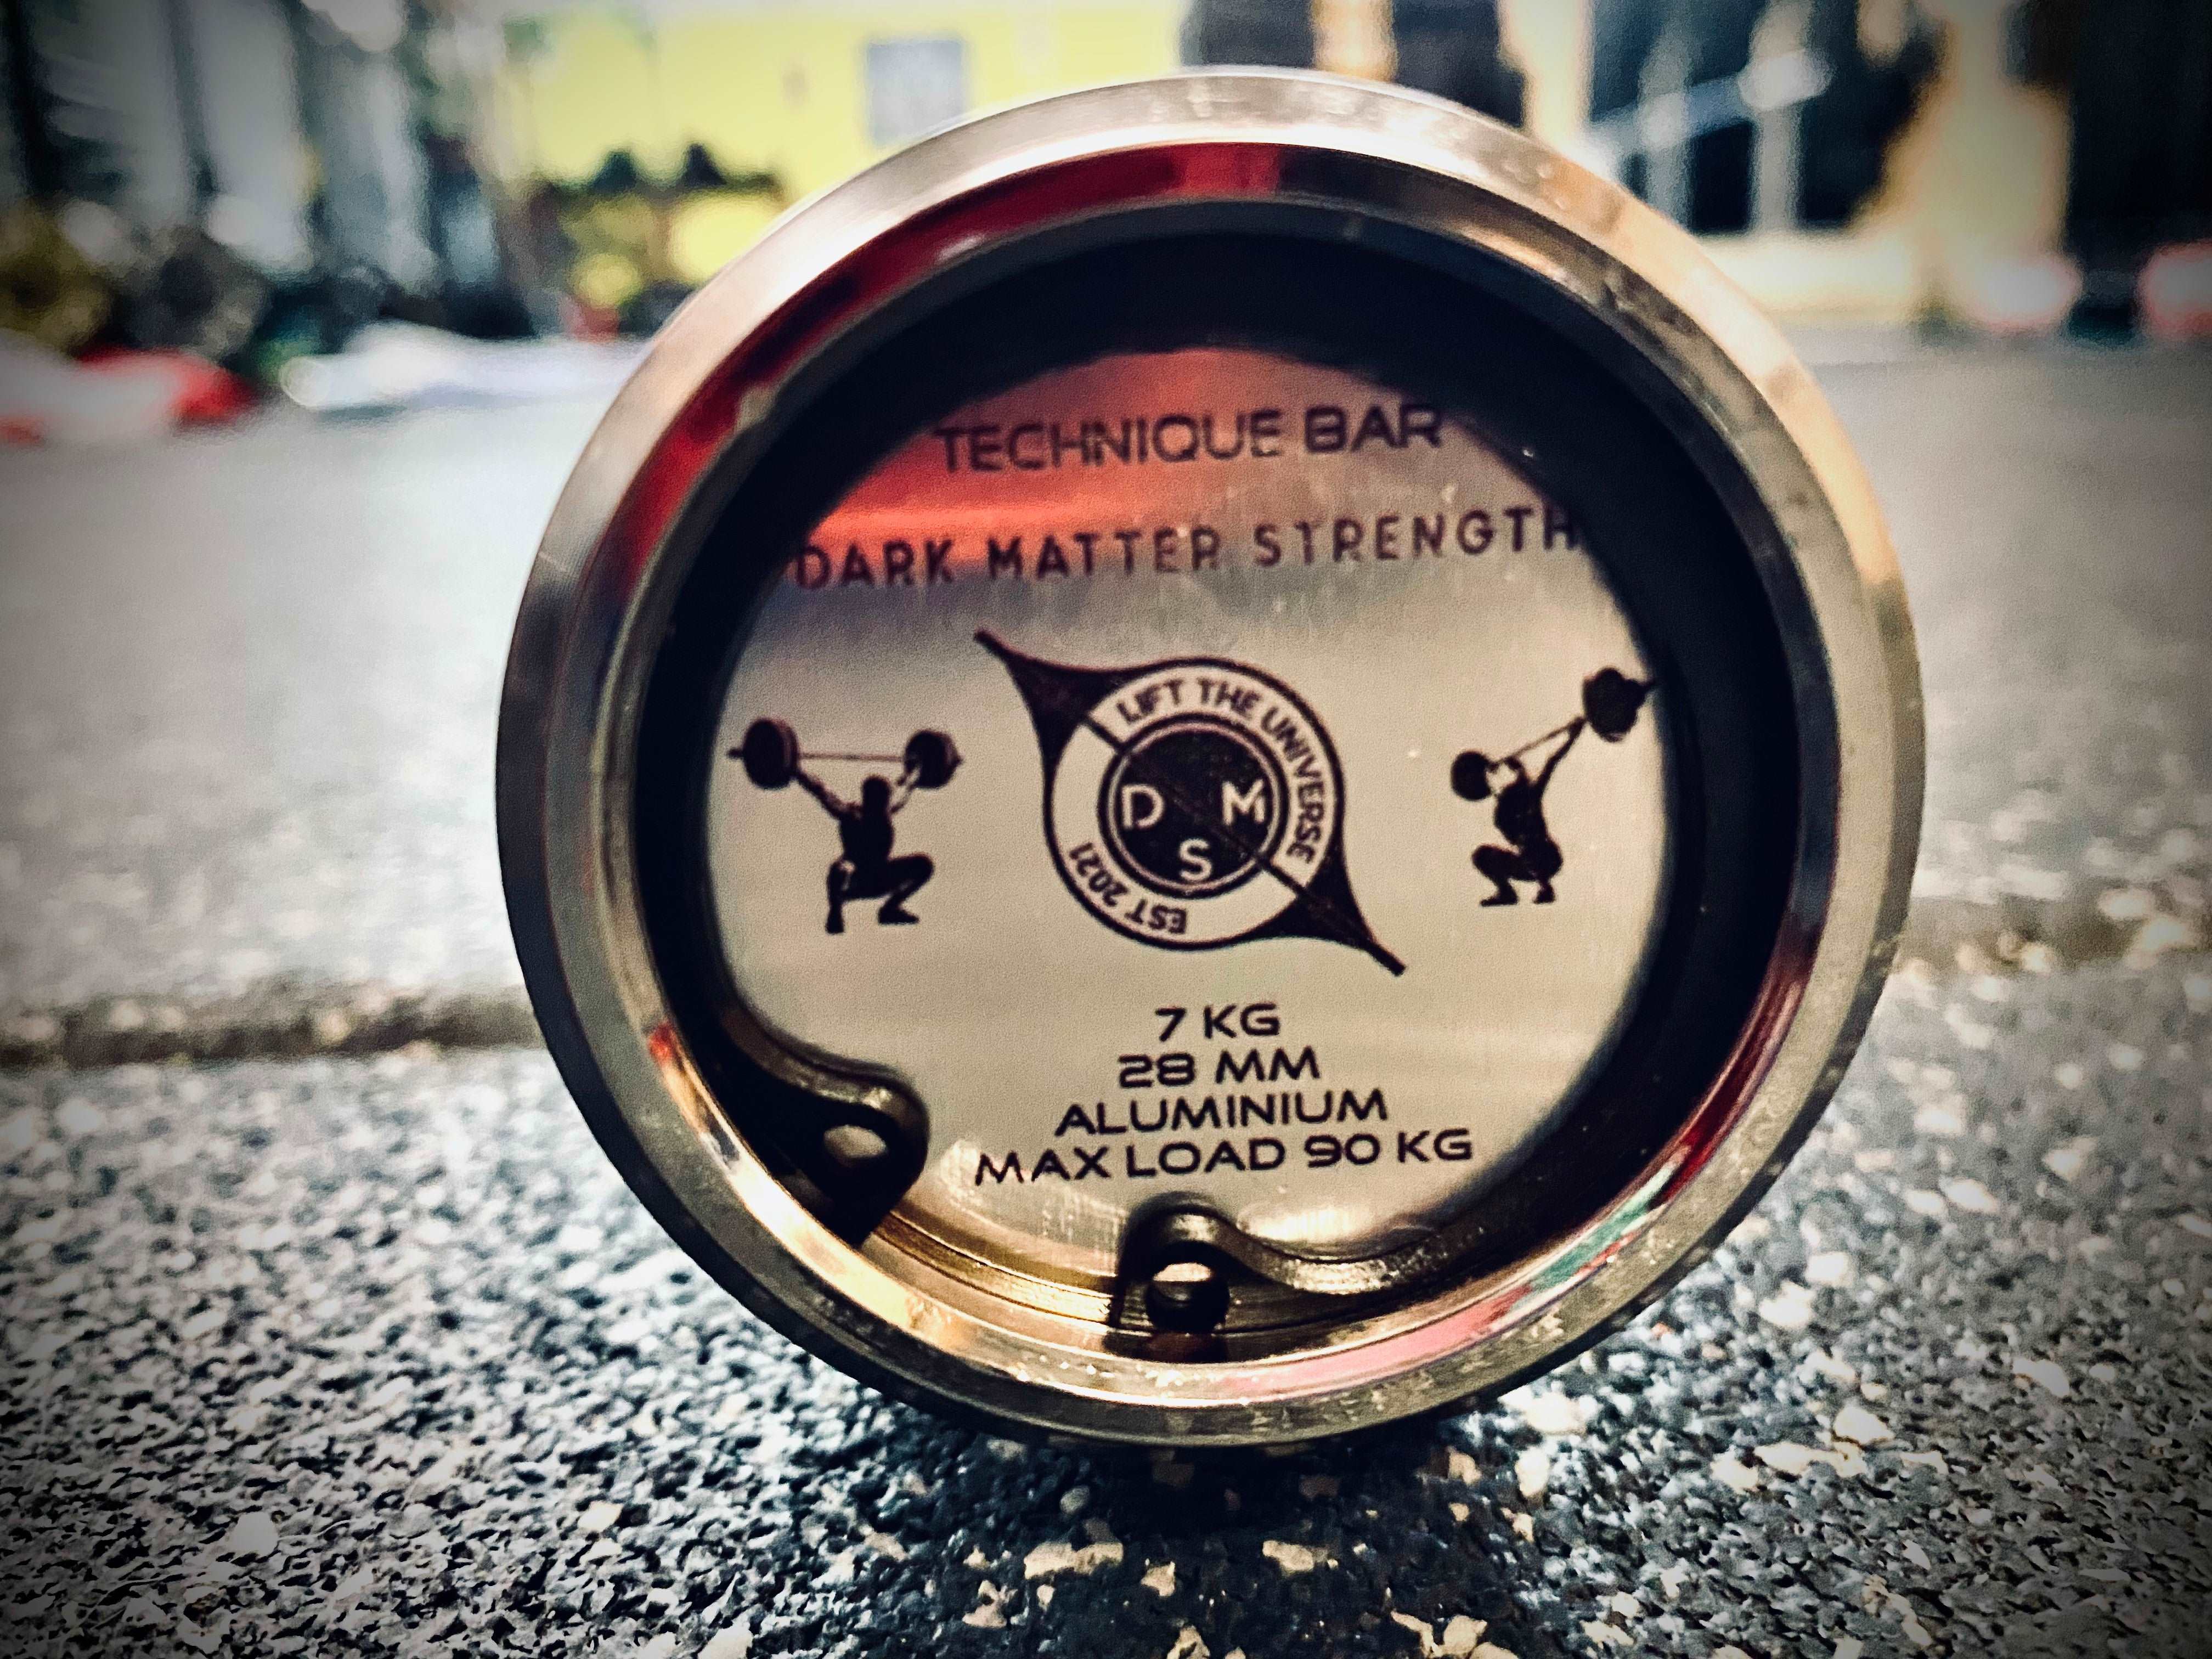 TECHNIQUE BAR
DARK MATTER STRENGTH
LIFT THE UNIVERSE
D M
S
EST 2021
7 KG
28 MM
ALUMINIUM
MAX LOAD 90 KG